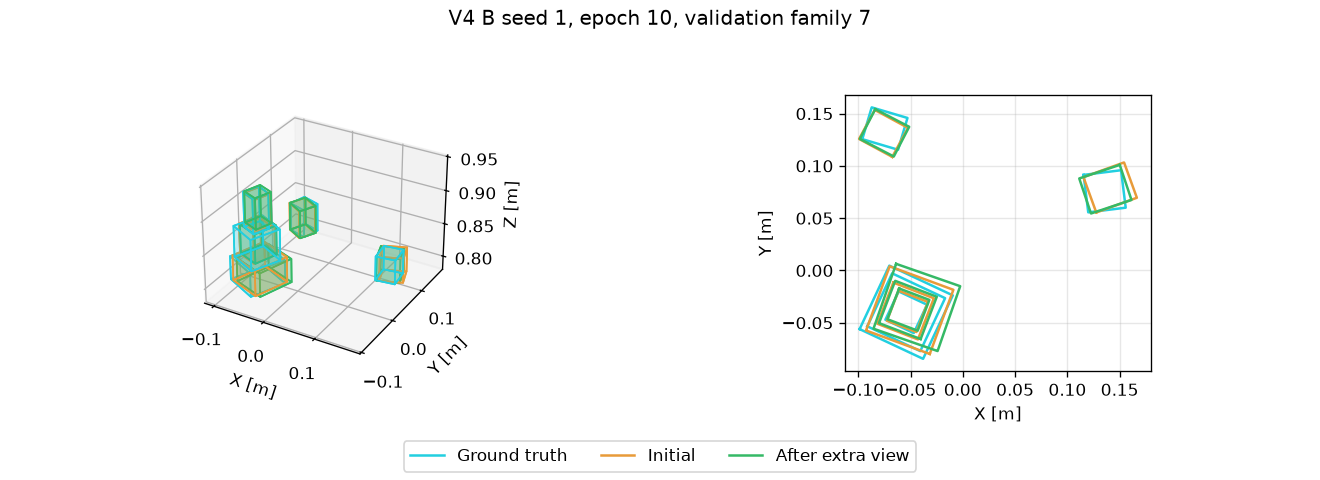 V4 B seed 1, epoch 10, validation family 7
0.95
0.90
0.85
0.80
Z [m]
−0.1
0.0
0.1
X [m]
−0.1
0.0
0.1
Y [m]
0.15
0.10
0.05
0.00
−0.05
Y [m]
−0.10 −0.05 0.00 0.05 0.10 0.15
X [m]
Ground truth Initial After extra view